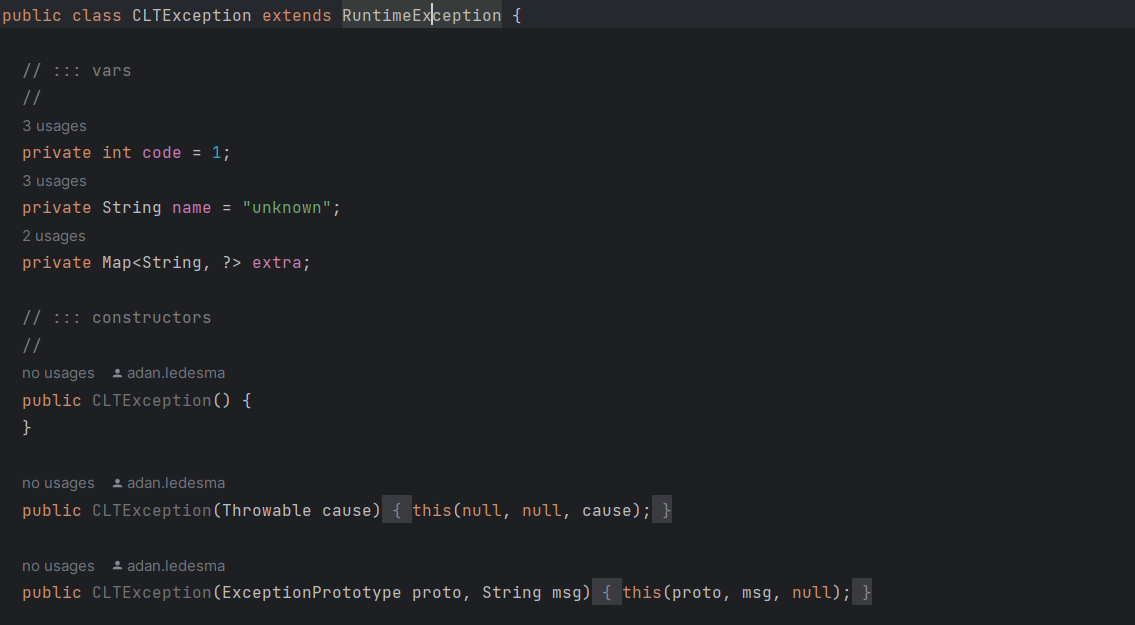 public class CLTException extends RuntimeException {
// ::: vars
//
3 usages
private int code = 1;
3 usages
private String name = "unknown";
2 usages
private Map<String, ?> extra;
// ::: constructors
//
no usages adan.ledesma
public CLTException() {
}
no usages adan.ledesma
public CLTException(Throwable cause) { this(null, null, cause); }
no usages adan.ledesma
public CLTException(ExceptionPrototype proto, String msg) { this(proto, msg, null); }